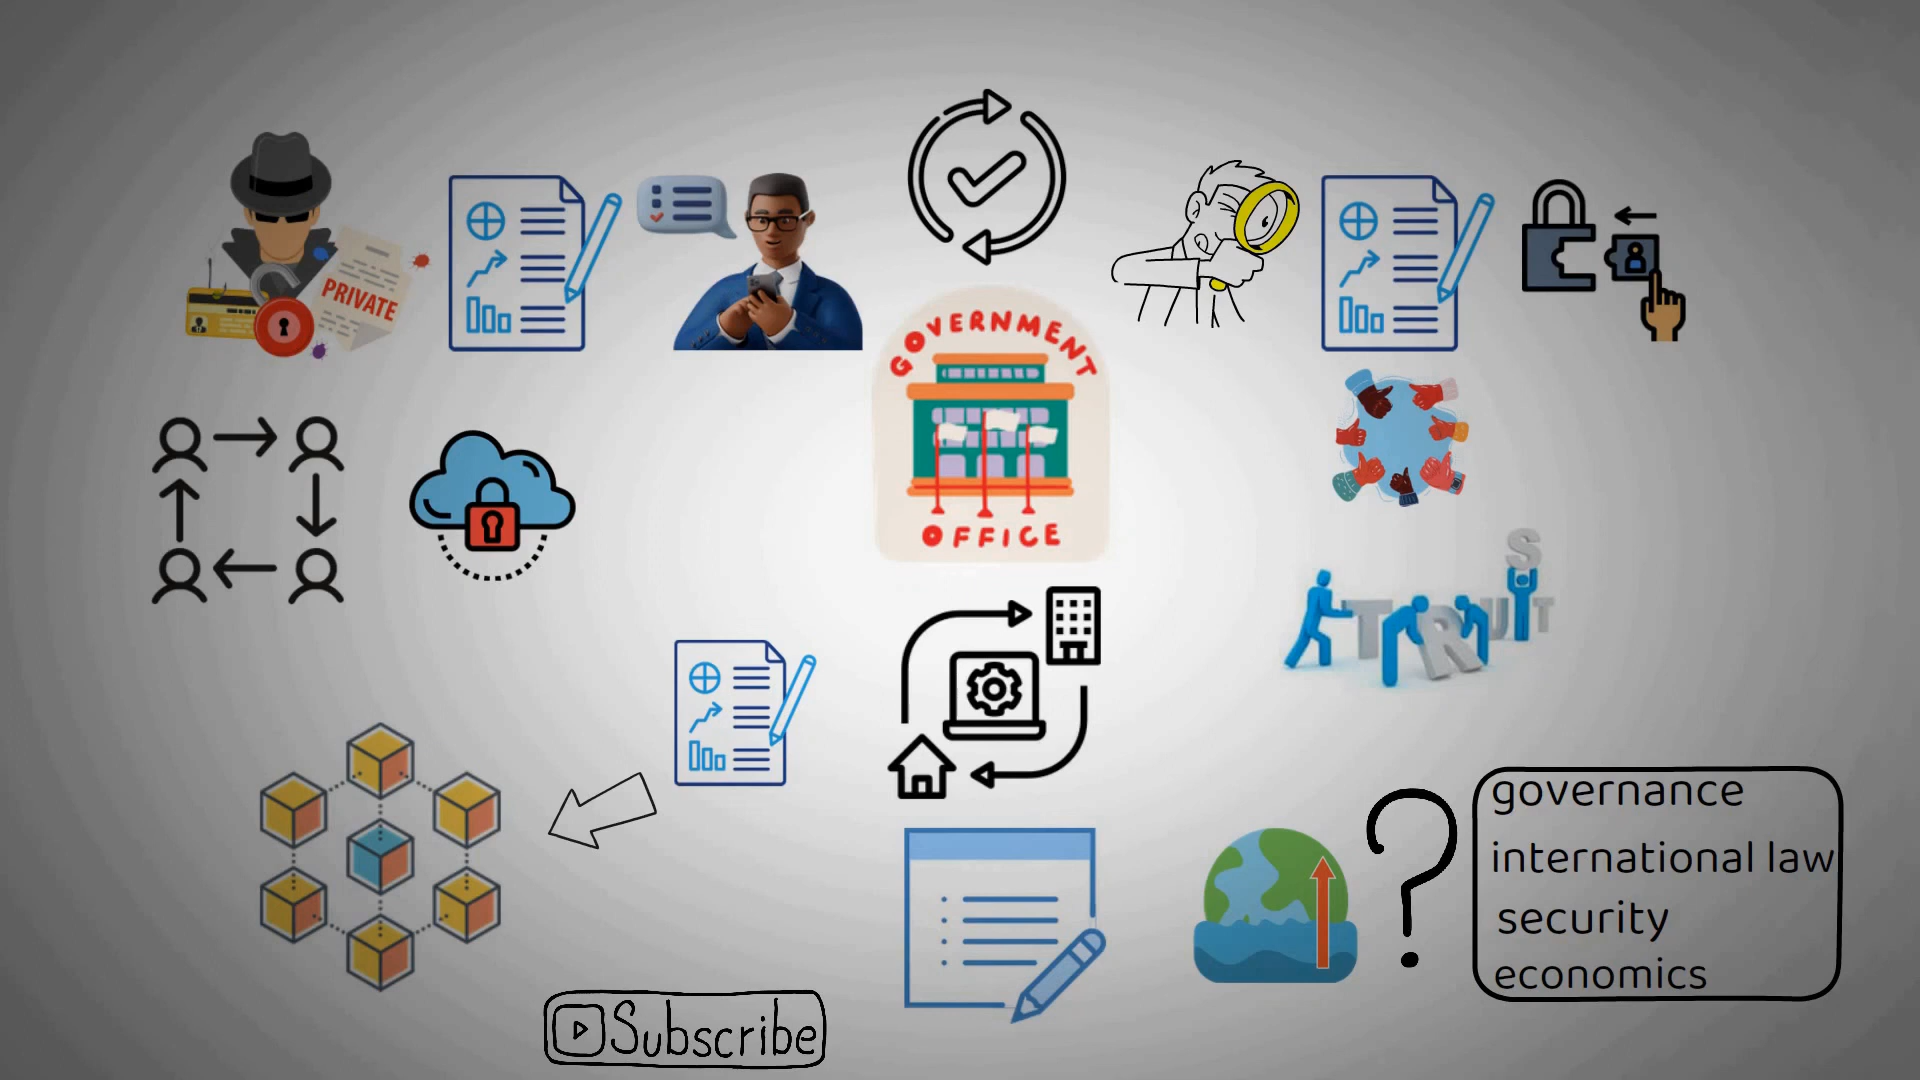 PRIVATE
GOVERNMENT
OFFICE
TRUST
governance
international law
security
economics
Subscribe